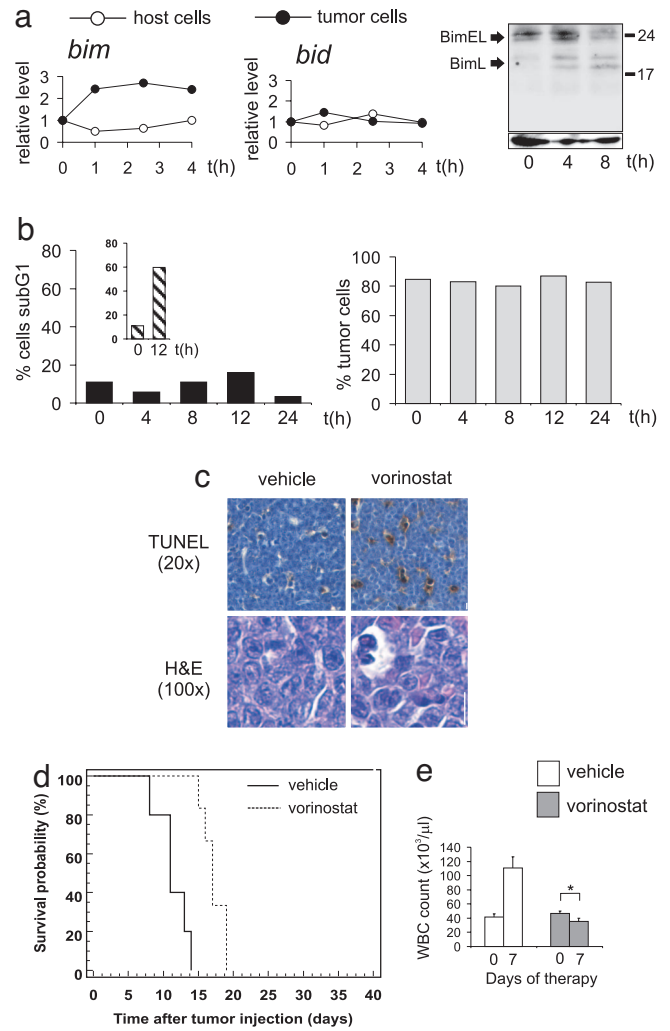 a
host cells
tumor cells
bim
bid
relative level
3
2
1
0
0 1 2 3 4 t(h)
relative level
3
2
1
0
0 1 2 3 4 t(h)
BimEL
BimL
24
17
0 4 8 t(h)
b
% cells subG1
80
60
40
20
0
80
60
40
20
0
0 12 t(h)
0 4 8 12 24 t(h)
% tumor cells
100
80
60
40
20
0
0 4 8 12 24 t(h)
c
vehicle
vorinostat
TUNEL
(20x)
H&E
(100x)
d
Survival probability (%)
100
80
60
40
20
0
vehicle
vorinostat
0 5 10 15 20 25 30 35 40
Time after tumor injection (days)
e
vehicle
vorinostat
WBC count (x10³/μl)
140
120
100
80
60
40
20
0
*
0 7 0 7
Days of therapy